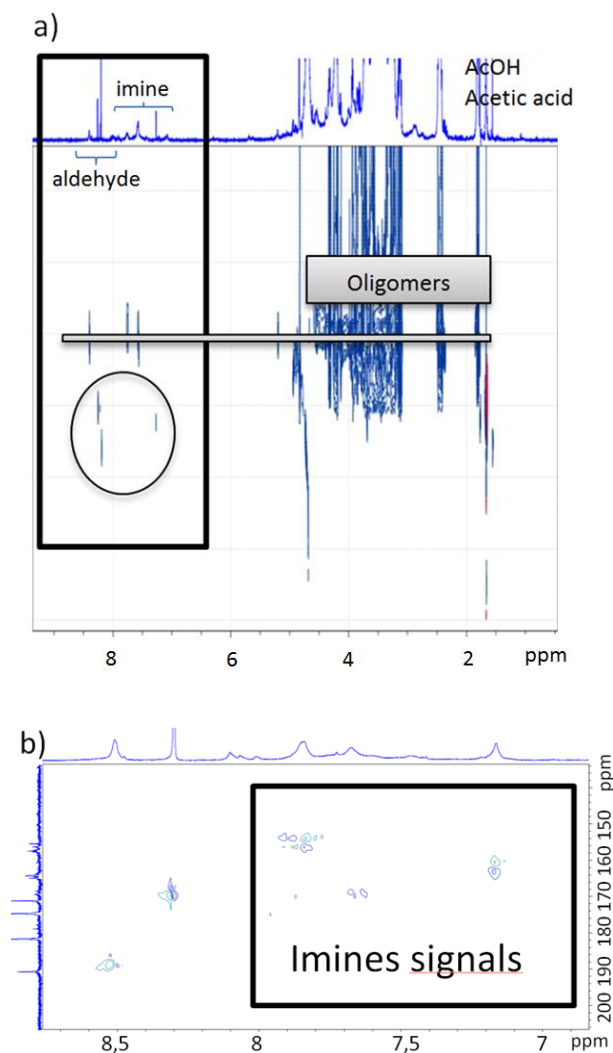 a)
imine
AcOH
Acetic acid
aldehyde
Oligomers
8 6 4 2 ppm
b)
ppm
150
160
170
180
190
200
Imines signals
8,5 8 7,5 7